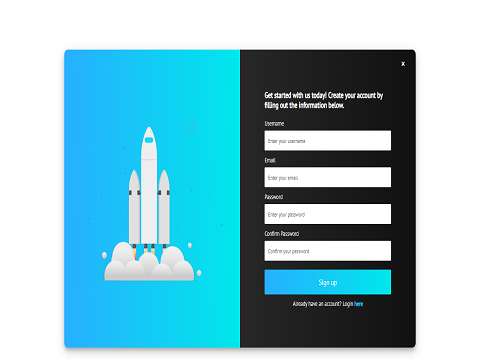 x
Get started with us today! Create your account by
filling out the information below.
Username
Enter your username
Email
Enter your email
Password
Enter your password
Confirm Password
Confirm your password
Sign up
Already have an account? Login here